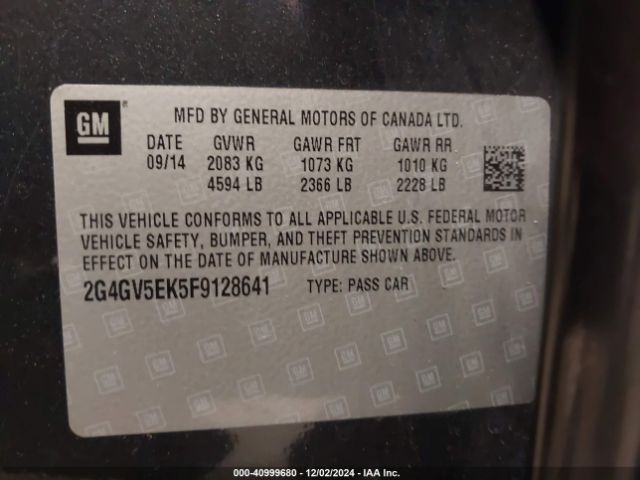 GM
MFD BY GENERAL MOTORS OF CANADA LTD.
DATE GVWR GAWR FRT GAWR RR
09/14 2083 KG 1073 KG 1010 KG
4594 LB 2366 LB 2228 LB
THIS VEHICLE CONFORMS TO ALL APPLICABLE U.S. FEDERAL MOTOR
VEHICLE SAFETY, BUMPER, AND THEFT PREVENTION STANDARDS IN
EFFECT ON THE DATE OF MANUFACTURE SHOWN ABOVE.
2G4GV5EK5F9128641 TYPE: PASS CAR
000-40999680 - 12/02/2024 - IAA Inc.